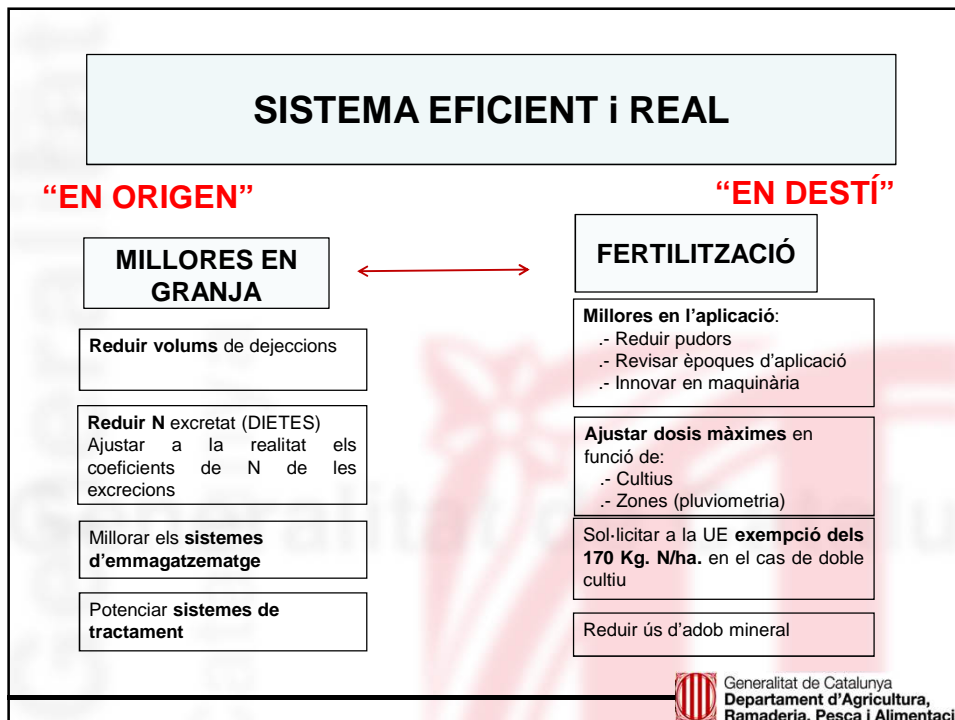 SISTEMA EFICIENT i REAL
“EN ORIGEN”
“EN DESTÍ”
MILLORES EN
GRANJA
FERTILITZACIÓ
Reduir volums de dejeccions
Reduir N excretat (DIETES)
Ajustar a la realitat els
coeficients de N de les
excrecions
Millorar els sistemes
d’emmagatzematge
Potenciar sistemes de
tractament
Millores en l’aplicació:
.- Reduir pudors
.- Revisar èpoques d’aplicació
.- Innovar en maquinària
Ajustar dosis màximes en
funció de:
.- Cultius
.- Zones (pluviometria)
Sol·licitar a la UE exempció dels
170 Kg. N/ha. en el cas de doble
cultiu
Reduir ús d’adob mineral
Generalitat de Catalunya
Departament d’Agricultura,
Ramaderia, Pesca i Alimentaci